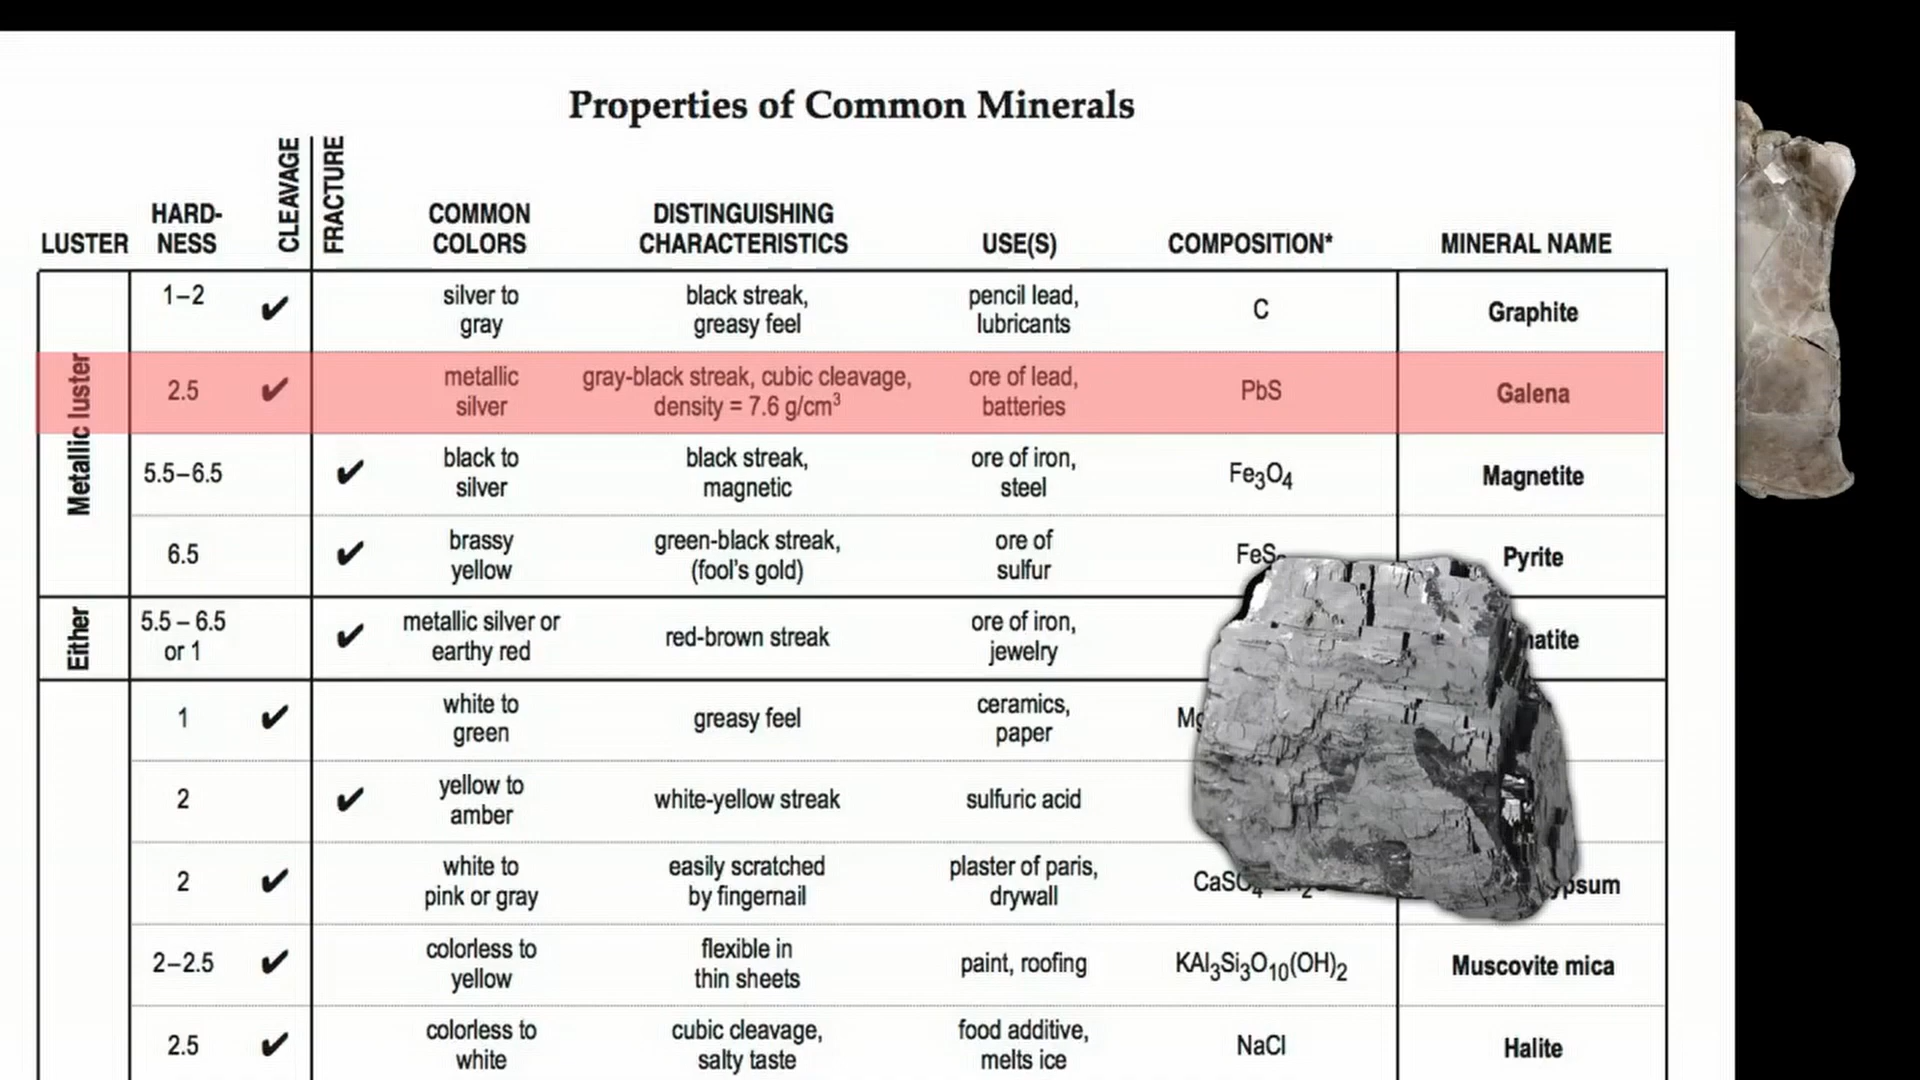 Properties of Common Minerals
LUSTER
HARD-
NESS
CLEAVAGE
FRACTURE
COMMON
COLORS
DISTINGUISHING
CHARACTERISTICS
USE(S)
COMPOSITION*
MINERAL NAME
Metallic luster
1–2
✔
silver to
gray
black streak,
greasy feel
pencil lead,
lubricants
C
Graphite
2.5
✔
metallic
silver
gray-black streak, cubic cleavage,
density = 7.6 g/cm³
ore of lead,
batteries
PbS
Galena
5.5–6.5
✔
black to
silver
black streak,
magnetic
ore of iron,
steel
Fe₃O₄
Magnetite
6.5
✔
brassy
yellow
green-black streak,
(fool's gold)
ore of
sulfur
Pyrite
Either
5.5 – 6.5
or 1
✔
metallic silver or
earthy red
red-brown streak
ore of iron,
jewelry
1
✔
white to
green
greasy feel
ceramics,
paper
2
✔
yellow to
amber
white-yellow streak
sulfuric acid
2
✔
white to
pink or gray
easily scratched
by fingernail
plaster of paris,
drywall
2–2.5
✔
colorless to
yellow
flexible in
thin sheets
paint, roofing
KAl₃Si₃O₁₀(OH)₂
Muscovite mica
2.5
✔
colorless to
white
cubic cleavage,
salty taste
food additive,
melts ice
NaCl
Halite